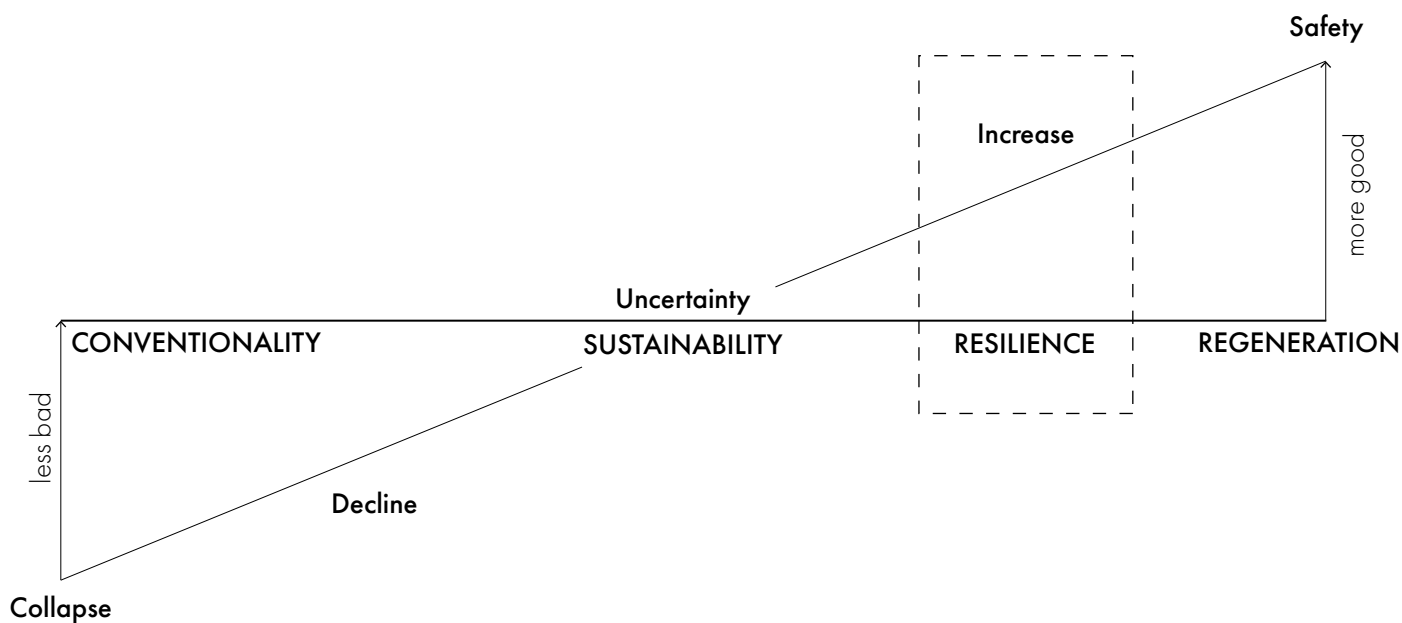 Safety
Increase
more good
Uncertainty
CONVENTIONALITY
SUSTAINABILITY
RESILIENCE
REGENERATION
less bad
Decline
Collapse